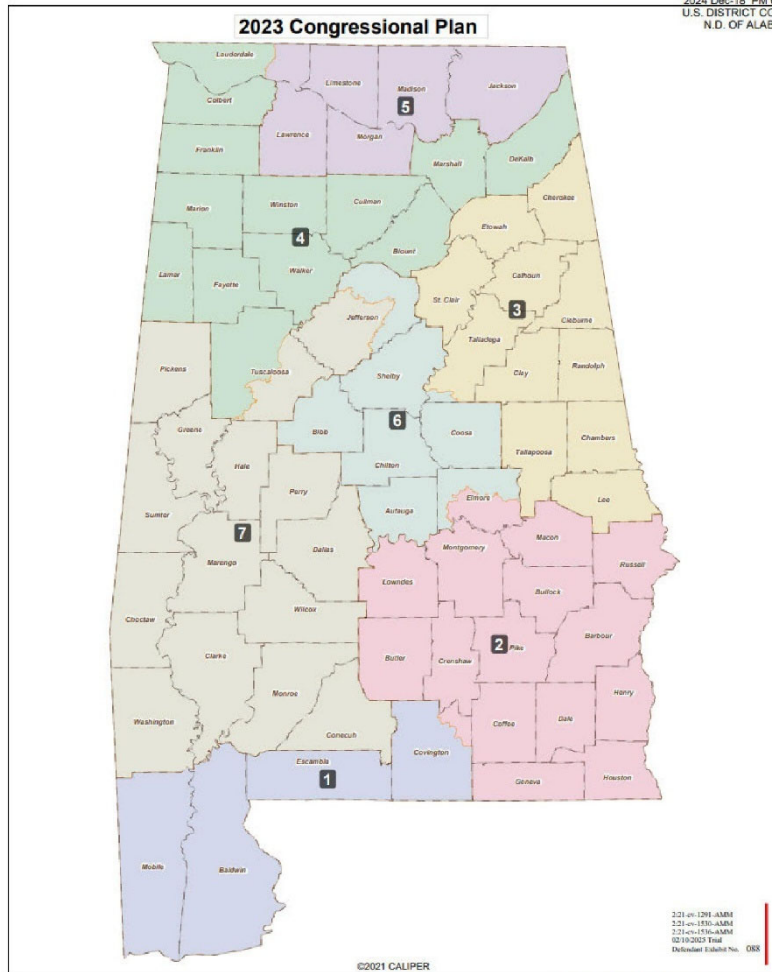 U.S. DISTRICT CO
N.D. OF ALAB
2023 Congressional Plan
Lauderdale
Limestone
Madison
Jackson
Colbert
5
Lawrence
Morgan
Franklin
Marshall
DeKalb
Cherokee
Marion
Winston
Cullman
Etowah
4
Blount
Lamar
Fayette
Walker
Calhoun
St. Clair
3
Jefferson
Cleburne
Talladega
Pickens
Tuscaloosa
Shelby
Clay
Randolph
Greene
6
Bibb
Coosa
Hale
Chilton
Tallapoosa
Chambers
Perry
Elmore
Lee
Sumter
Autauga
7
Macon
Dallas
Montgomery
Marengo
Lowndes
Russell
Bullock
Choctaw
Wilcox
Barbour
2
Pike
Clarke
Butler
Crenshaw
Monroe
Henry
Washington
Coffee
Dale
Conecuh
Covington
Escambia
1
Geneva
Houston
Mobile
Baldwin
2:21-cv-1291-AMM
2:21-cv-1530-AMM
2:21-cv-1536-AMM
02/10/2025 Trial
Defendant Exhibit No. 088
©2021 CALIPER